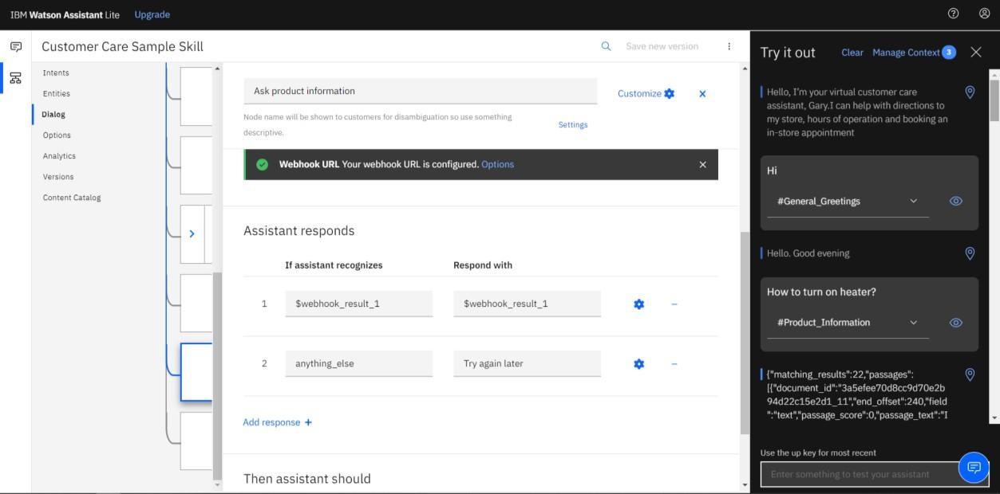 IBM Watson Assistant Lite Upgrade
Customer Care Sample Skill
Save new version
Intents
Entities
Dialog
Options
Analytics
Versions
Content Catalog
Ask product information
Customize
Node name will be shown to customers for disambiguation so use something
descriptive.
Settings
Webhook URL Your webhook URL is configured. Options
Assistant responds
If assistant recognizes Respond with
1 $webhook_result_1 $webhook_result_1
2 anything_else Try again later
Add response +
Then assistant should
Try it out Clear Manage Context 3
Hello, I'm your virtual customer care
assistant, Gary.I can help with directions to
my store, hours of operation and booking an
in-store appointment
Hi
#General_Greetings
Hello. Good evening
How to turn on heater?
#Product_Information
{"matching_results":22,"passages":
[{"document_id":"3a5efee70d8cc9d70e2b
94d22c15e2d1_11","end_offset":240,"field
":"text","passage_score":0,"passage_text":"I
Use the up key for most recent
Enter something to test your assistant